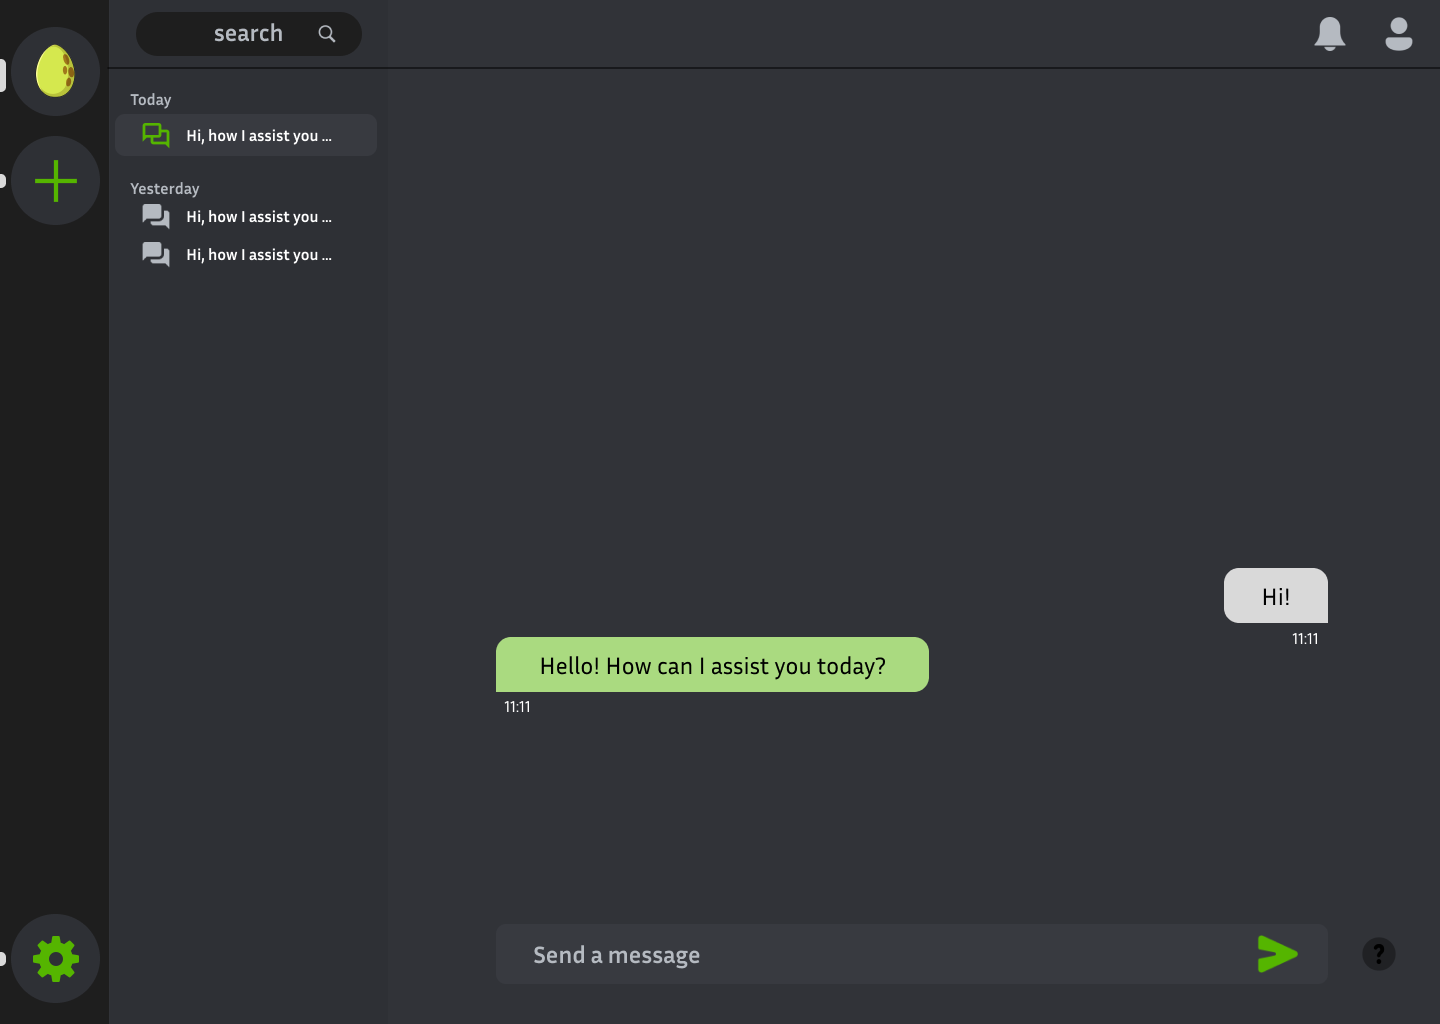 search
Today
Hi, how I assist you ...
Yesterday
Hi, how I assist you ...
Hi, how I assist you ...
Hi!
11:11
Hello! How can I assist you today?
11:11
Send a message
?